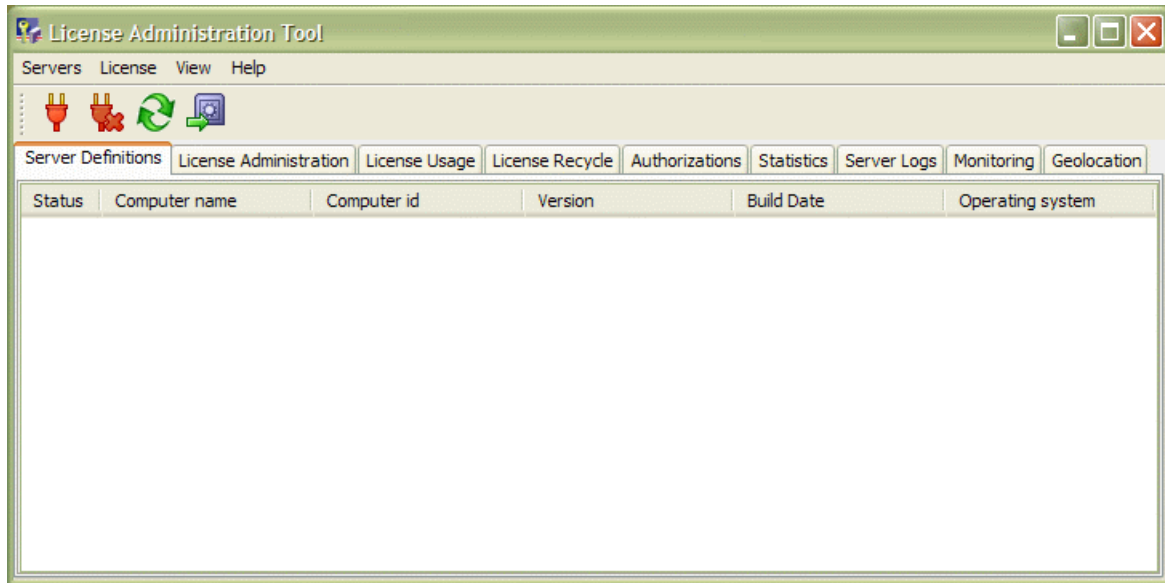 License Administration Tool
Servers License View Help
Server Definitions License Administration License Usage License Recycle Authorizations Statistics Server Logs Monitoring Geolocation
Status Computer name Computer id Version Build Date Operating system